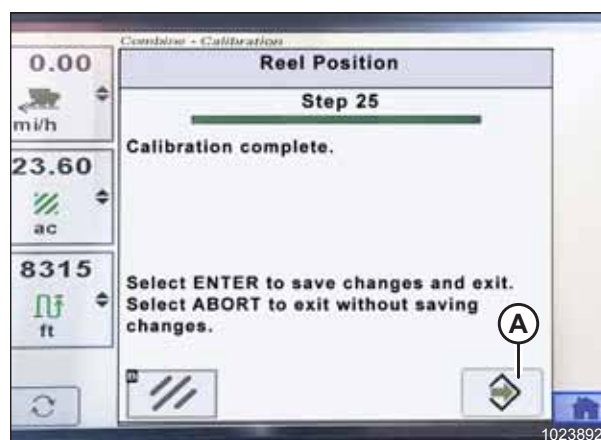 Combine - Calibration
0.00
mi/h
23.60
ac
8315
ft
Reel Position
Step 25
Calibration complete.
Select ENTER to save changes and exit.
Select ABORT to exit without saving
changes.
A
1023892